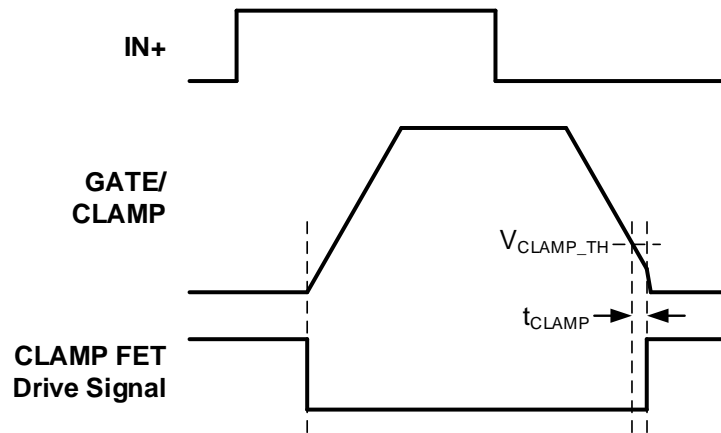 IN+
GATE/
CLAMP
VCLAMP_TH
tCLAMP
CLAMP FET
Drive Signal